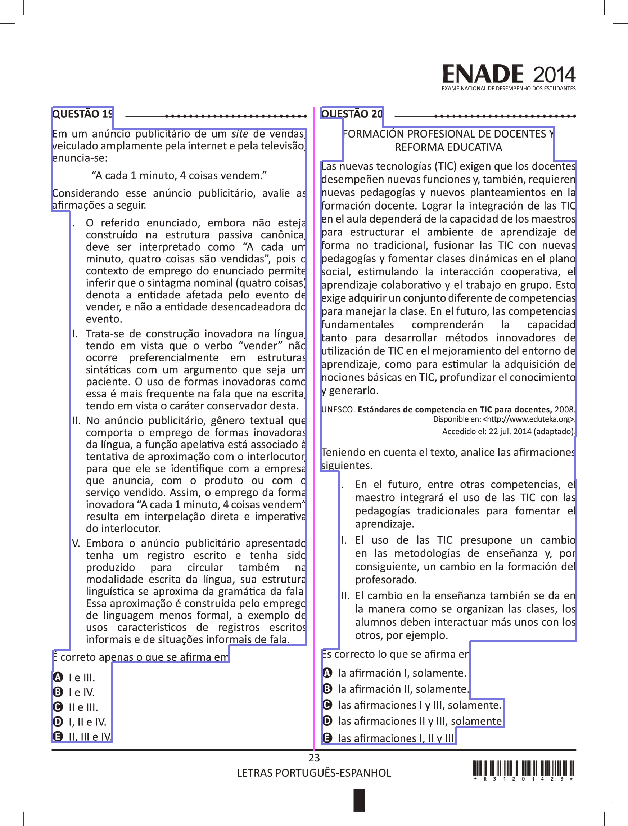 ENADE 2014
EXAME NACIONAL DE DESEMPENHO DOS ESTUDANTES
QUESTÃO 19
Em um anúncio publicitário de um site de vendas,
veiculado amplamente pela internet e pela televisão,
enuncia-se:
“A cada 1 minuto, 4 coisas vendem.”
Considerando esse anúncio publicitário, avalie as
afirmações a seguir.
I. O referido enunciado, embora não esteja
construído na estrutura passiva canônica,
deve ser interpretado como “A cada um
minuto, quatro coisas são vendidas”, pois o
contexto de emprego do enunciado permite
inferir que o sintagma nominal (quatro coisas)
denota a entidade afetada pelo evento de
vender, e não a entidade desencadeadora do
evento.
II. Trata-se de construção inovadora na língua,
tendo em vista que o verbo “vender” não
ocorre preferencialmente em estruturas
sintáticas com um argumento que seja um
paciente. O uso de formas inovadoras como
essa é mais frequente na fala que na escrita,
tendo em vista o caráter conservador desta.
III. No anúncio publicitário, gênero textual que
comporta o emprego de formas inovadoras
da língua, a função apelativa está associado à
tentativa de aproximação com o interlocutor,
para que ele se identifique com a empresa
que anuncia, com o produto ou com o
serviço vendido. Assim, o emprego da forma
inovadora “A cada 1 minuto, 4 coisas vendem”
resulta em interpelação direta e imperativa
do interlocutor.
IV. Embora o anúncio publicitário apresentado
tenha um registro escrito e tenha sido
produzido para circular também na
modalidade escrita da língua, sua estrutura
linguística se aproxima da gramática da fala.
Essa aproximação é construída pelo emprego
de linguagem menos formal, a exemplo de
usos característicos de registros escritos
informais e de situações informais de fala.
É correto apenas o que se afirma em
A I e III.
B I e IV.
C II e III.
D I, II e IV.
E II, III e IV.
QUESTÃO 20
FORMACIÓN PROFESIONAL DE DOCENTES Y
REFORMA EDUCATIVA
Las nuevas tecnologías (TIC) exigen que los docentes
desempeñen nuevas funciones y, también, requieren
nuevas pedagogías y nuevos planteamientos en la
formación docente. Lograr la integración de las TIC
en el aula dependerá de la capacidad de los maestros
para estructurar el ambiente de aprendizaje de
forma no tradicional, fusionar las TIC con nuevas
pedagogías y fomentar clases dinámicas en el plano
social, estimulando la interacción cooperativa, el
aprendizaje colaborativo y el trabajo en grupo. Esto
exige adquirir un conjunto diferente de competencias
para manejar la clase. En el futuro, las competencias
fundamentales comprenderán la capacidad
tanto para desarrollar métodos innovadores de
utilización de TIC en el mejoramiento del entorno de
aprendizaje, como para estimular la adquisición de
nociones básicas en TIC, profundizar el conocimiento
y generarlo.
UNESCO. Estándares de competencia en TIC para docentes, 2008.
Disponible en: <http://www.eduteka.org>.
Accedido el: 22 jul. 2014 (adaptado).
Teniendo en cuenta el texto, analice las afirmaciones
siguientes.
I. En el futuro, entre otras competencias, el
maestro integrará el uso de las TIC con las
pedagogías tradicionales para fomentar el
aprendizaje.
II. El uso de las TIC presupone un cambio
en las metodologías de enseñanza y, por
consiguiente, un cambio en la formación del
profesorado.
III. El cambio en la enseñanza también se da en
la manera como se organizan las clases, los
alumnos deben interactuar más unos con los
otros, por ejemplo.
Es correcto lo que se afirma en
A la afirmación I, solamente.
B la afirmación II, solamente.
C las afirmaciones I y III, solamente.
D las afirmaciones II y III, solamente.
E las afirmaciones I, II y III.
23
LETRAS PORTUGUÊS-ESPANHOL
*R31201423*